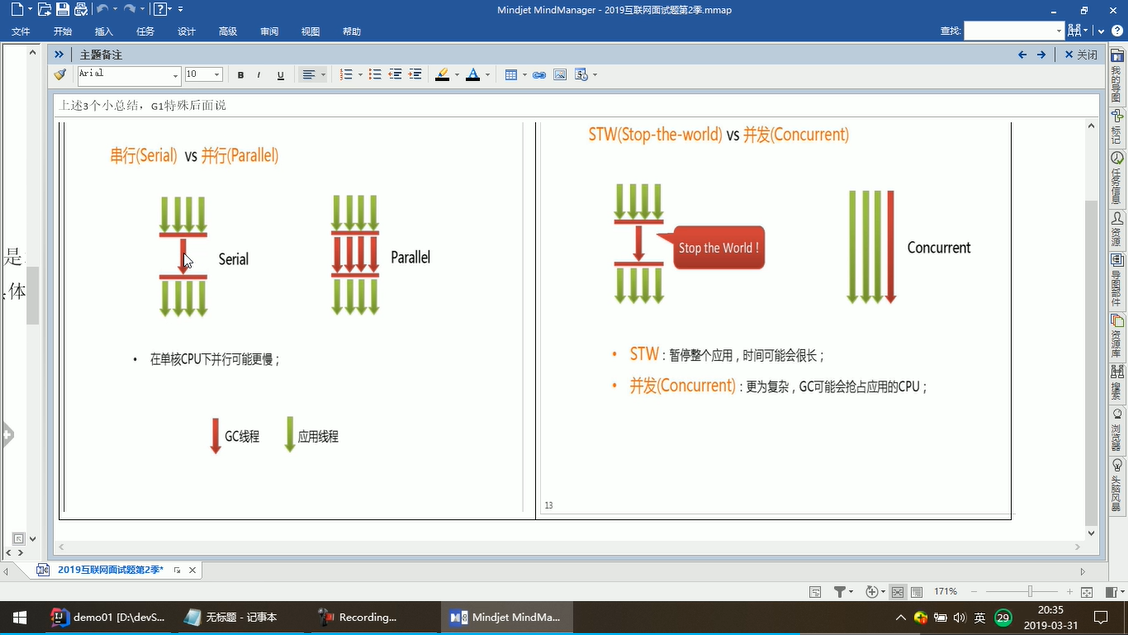 Mindjet MindManager - 2019互联网面试题第2季.mmap
文件 开始 插入 任务 设计 高级 审阅 视图 帮助
查找:
主题备注
关闭
Arial
10
B I U
上述3个小总结，G1特殊后面说
是
体
串行(Serial) vs 并行(Parallel)
Serial
Parallel
• 在单核CPU下并行可能更慢；
GC线程
应用线程
STW(Stop-the-world) vs 并发(Concurrent)
Stop the World !
Concurrent
• STW：暂停整个应用，时间可能会很长；
• 并发(Concurrent)：更为复杂，GC可能会抢占应用的CPU；
13
我的导图
标记
任务信息
资源
导图部件
资源库
搜索
浏览器
头脑风暴
2019互联网面试题第2季*
171%
demo01 [D:\devS...
无标题 - 记事本
Recording...
Mindjet MindMa...
英
29
20:35
2019-03-31